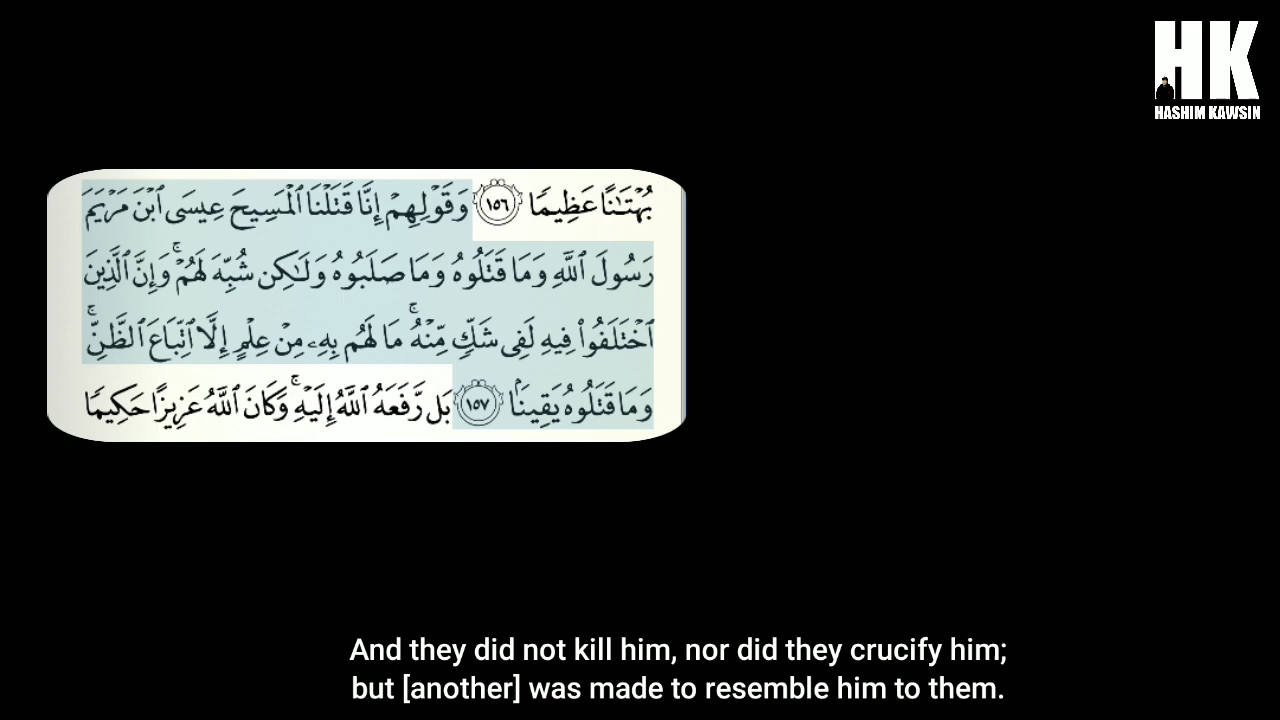 HK
HASHIM KAWSIN
بُهْتَـٰنًا عَظِيمًا ١٥٦ وَقَوْلِهِمْ إِنَّا قَتَلْنَا ٱلْمَسِيحَ عِيسَى ٱبْنَ مَرْيَمَ
رَسُولَ ٱللَّهِ وَمَا قَتَلُوهُ وَمَا صَلَبُوهُ وَلَـٰكِن شُبِّهَ لَهُمْ ۚ وَإِنَّ ٱلَّذِينَ
ٱخْتَلَفُوا۟ فِيهِ لَفِى شَكٍّ مِّنْهُ ۚ مَا لَهُم بِهِۦ مِنْ عِلْمٍ إِلَّا ٱتِّبَاعَ ٱلظَّنِّ ۚ
وَمَا قَتَلُوهُ يَقِينًۢا ١٥٧ بَل رَّفَعَهُ ٱللَّهُ إِلَيْهِ ۚ وَكَانَ ٱللَّهُ عَزِيزًا حَكِيمًا
And they did not kill him, nor did they crucify him;
but [another] was made to resemble him to them.